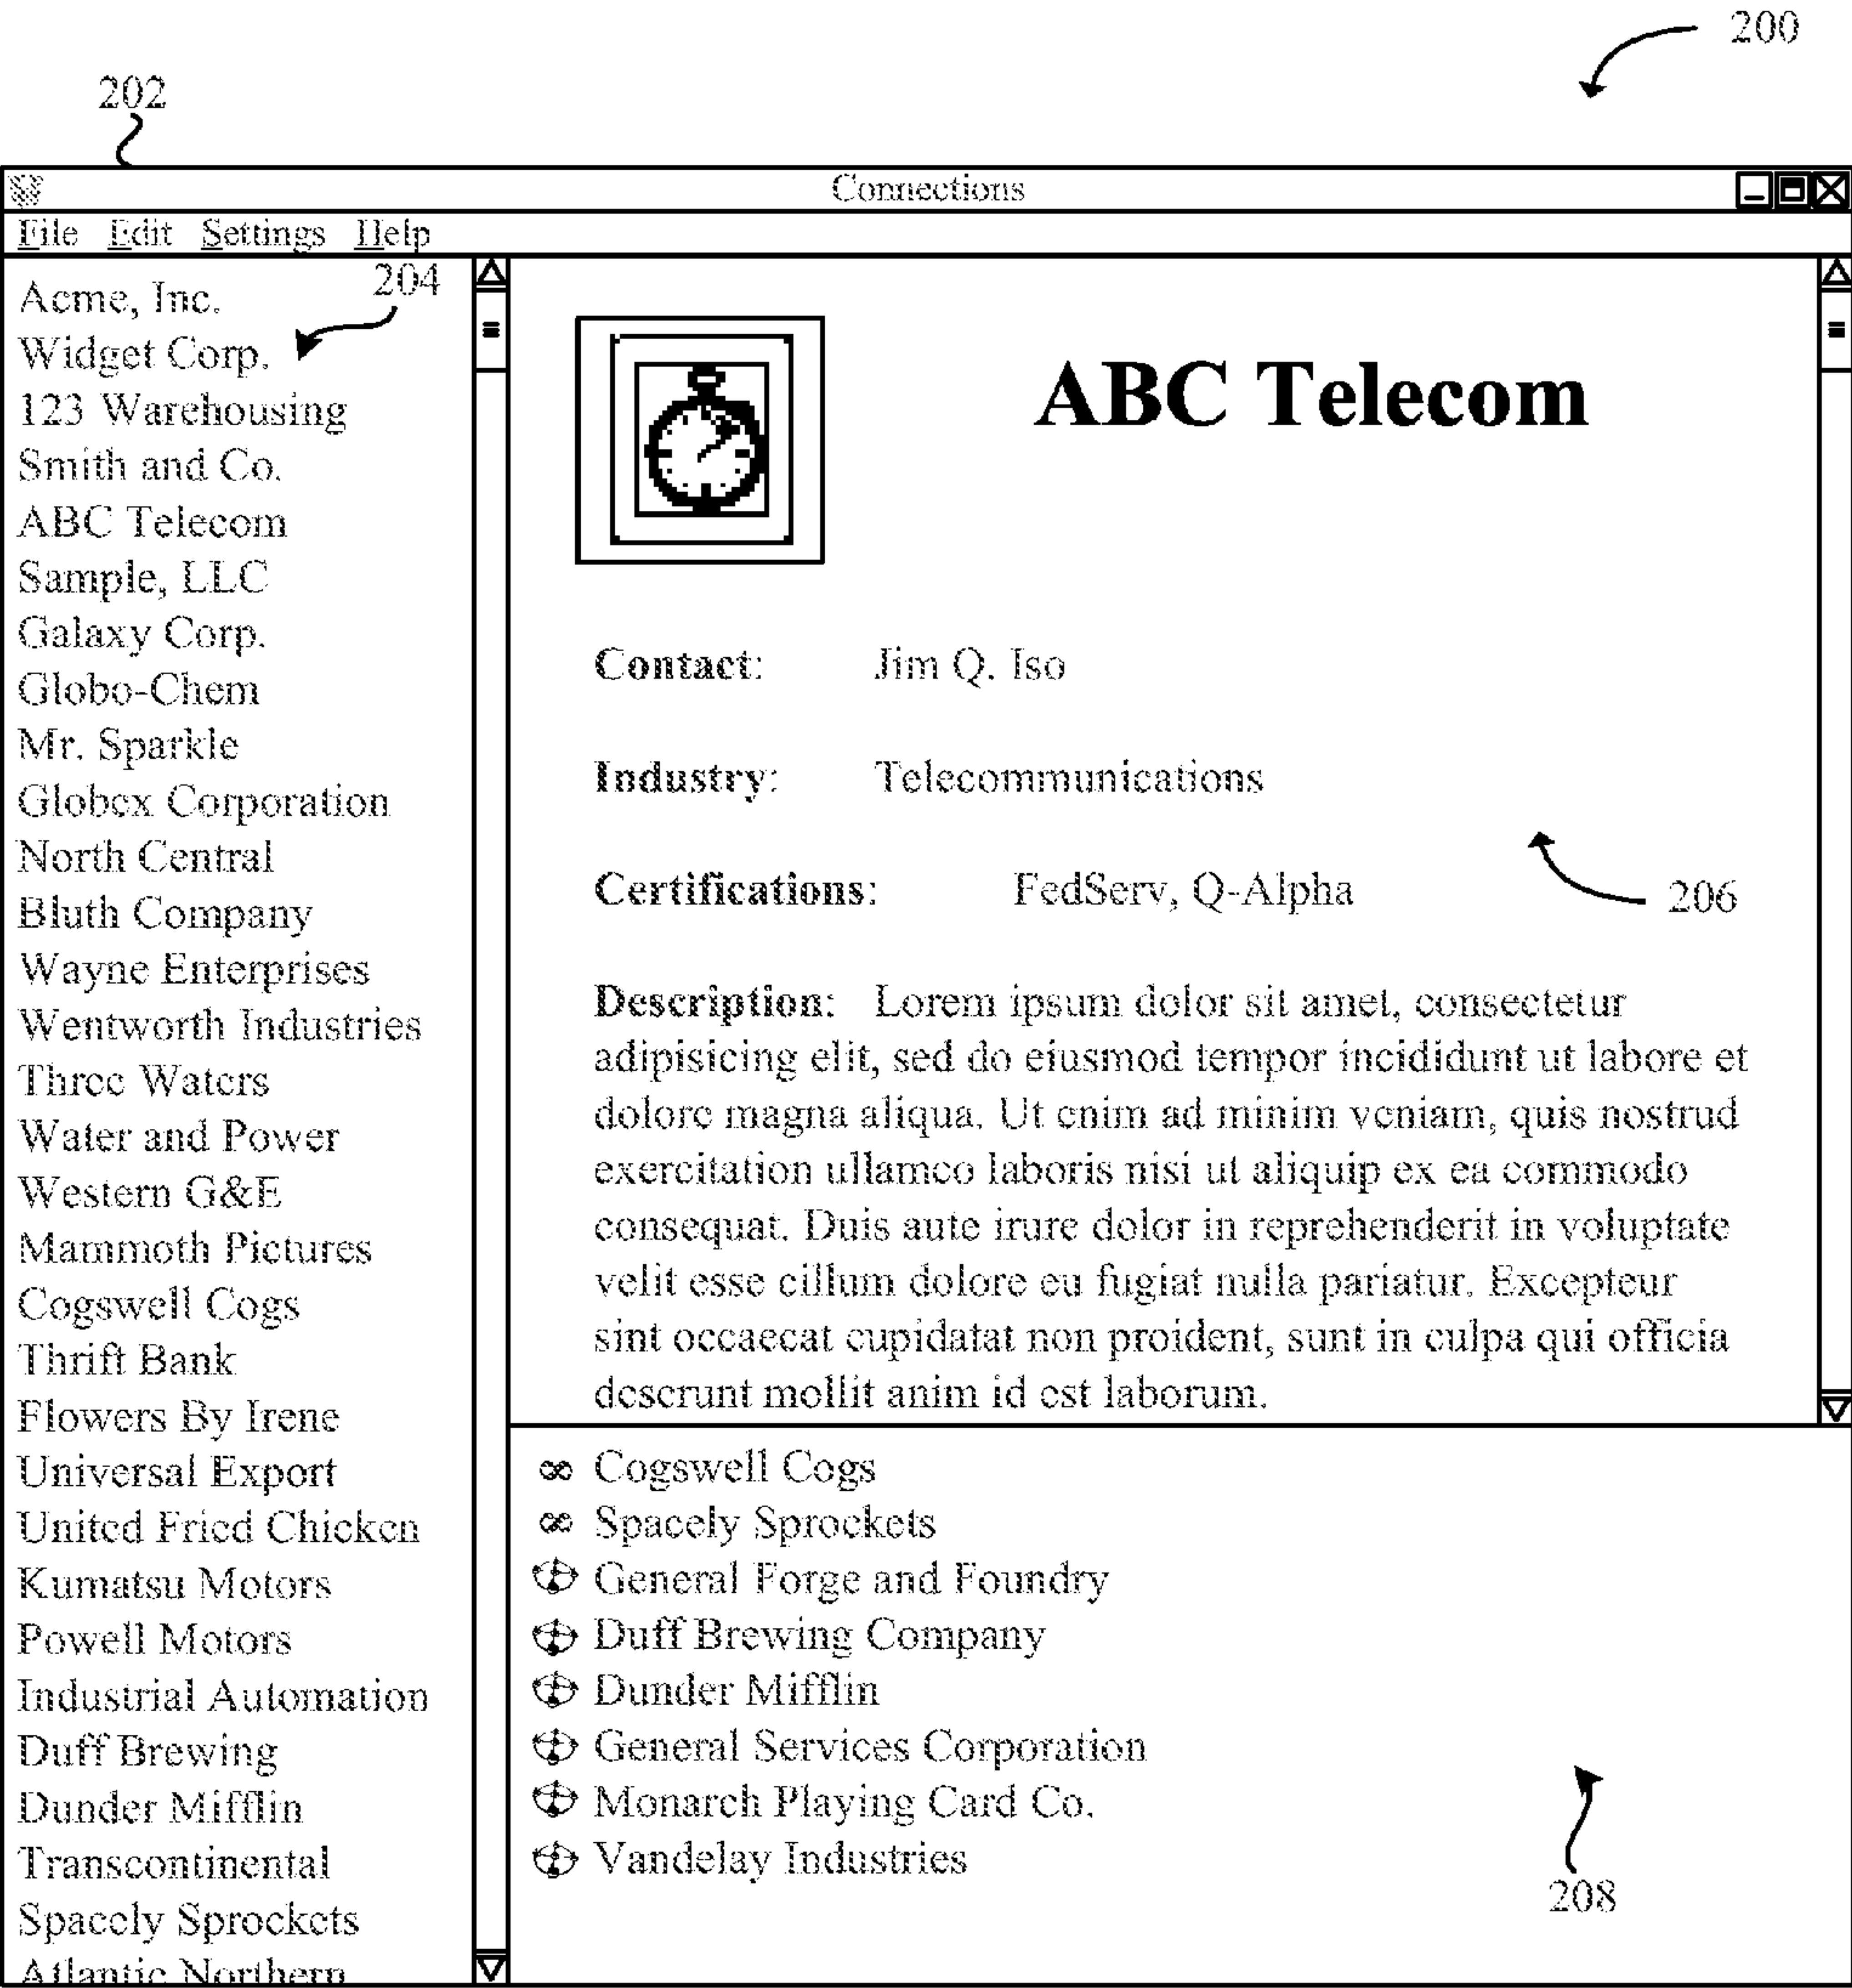 200
202
Connections
File Edit Settings Help
204
Acme, Inc.
Widget Corp.
123 Warehousing
Smith and Co.
ABC Telecom
Sample, LLC
Galaxy Corp.
Globo-Chem
Mr. Sparkle
Globex Corporation
North Central
Bluth Company
Wayne Enterprises
Wentworth Industries
Three Waters
Water and Power
Western G&E
Mammoth Pictures
Cogswell Cogs
Thrift Bank
Flowers By Irene
Universal Export
United Fried Chicken
Kumatsu Motors
Powell Motors
Industrial Automation
Duff Brewing
Dunder Mifflin
Transcontinental
Spacely Sprockets
Atlantic Northern
ABC Telecom
Contact: Jim Q. Iso
Industry: Telecommunications
Certifications: FedServ, Q-Alpha
206
Description: Lorem ipsum dolor sit amet, consectetur
adipisicing elit, sed do eiusmod tempor incididunt ut labore et
dolore magna aliqua. Ut enim ad minim veniam, quis nostrud
exercitation ullamco laboris nisi ut aliquip ex ea commodo
consequat. Duis aute irure dolor in reprehenderit in voluptate
velit esse cillum dolore eu fugiat nulla pariatur. Excepteur
sint occaecat cupidatat non proident, sunt in culpa qui officia
deserunt mollit anim id est laborum.
Cogswell Cogs
Spacely Sprockets
General Forge and Foundry
Duff Brewing Company
Dunder Mifflin
General Services Corporation
Monarch Playing Card Co.
Vandelay Industries
208